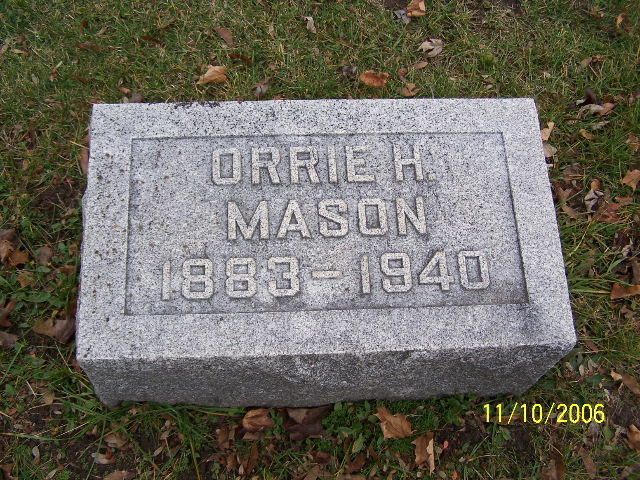 ORRIE H.
MASON
1883-1940
11/10/2006